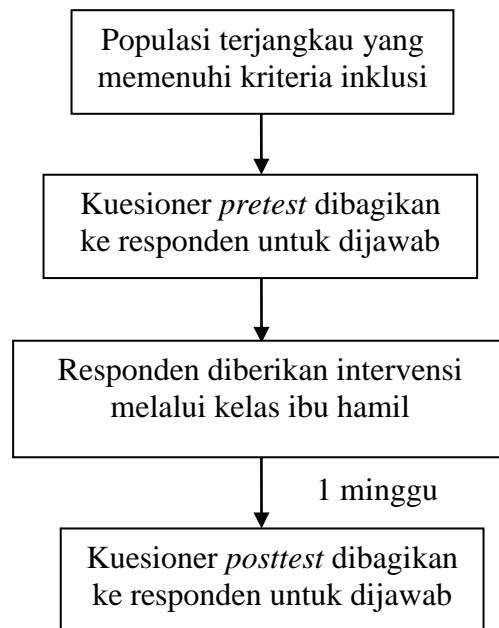 Populasi terjangkau yang
memenuhi kriteria inklusi
Kuesioner pretest dibagikan
ke responden untuk dijawab
Responden diberikan intervensi
melalui kelas ibu hamil
1 minggu
Kuesioner posttest dibagikan
ke responden untuk dijawab